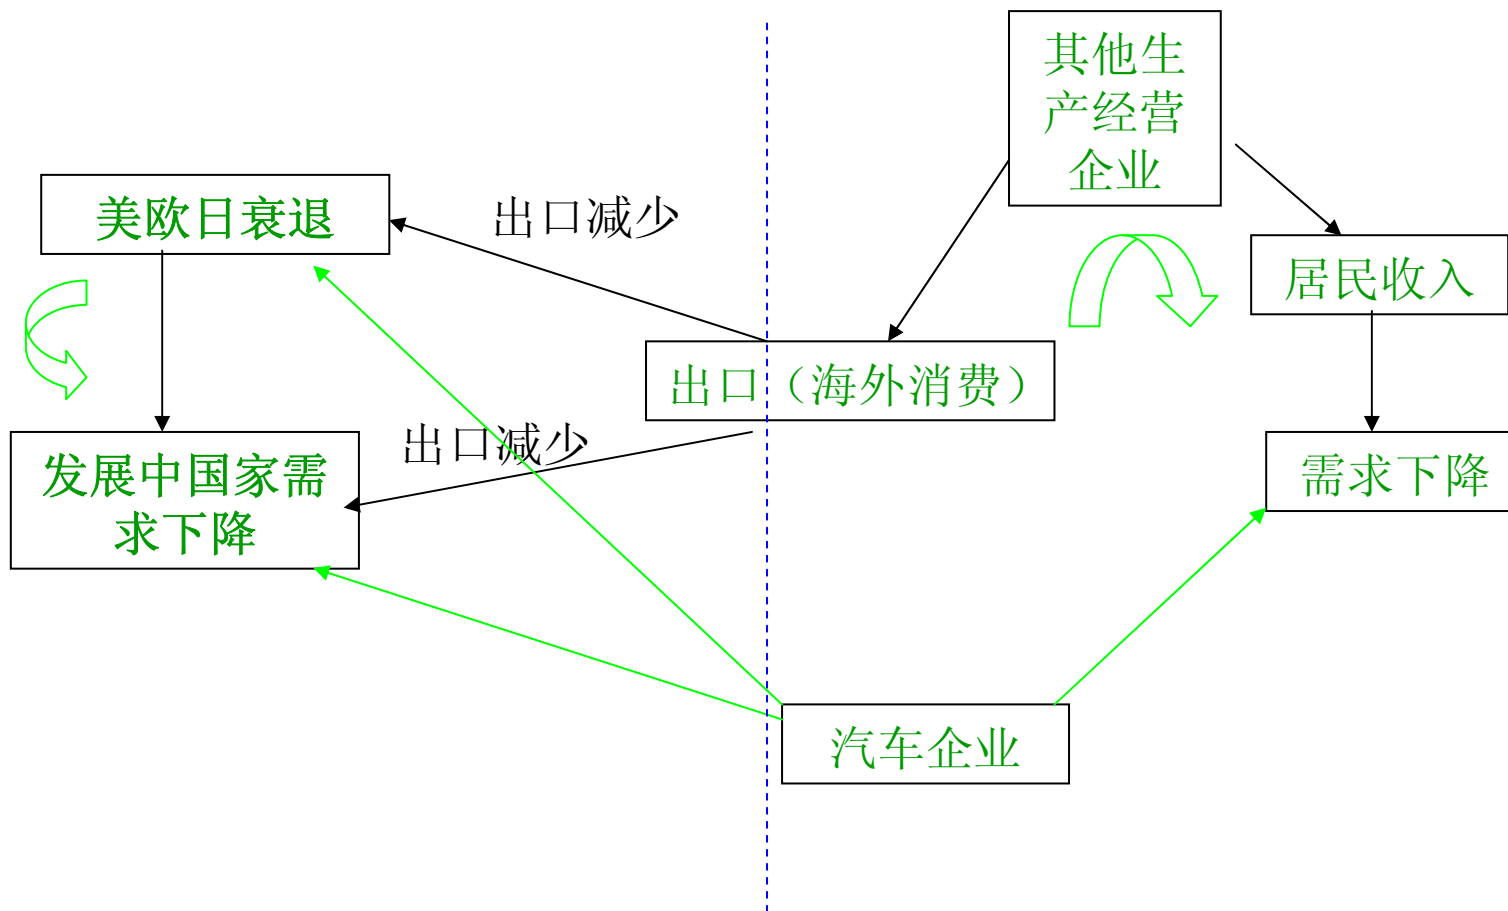 其他生
产经营
企业
美欧日衰退
出口减少
居民收入
出口（海外消费）
出口减少
发展中国家需
求下降
需求下降
汽车企业